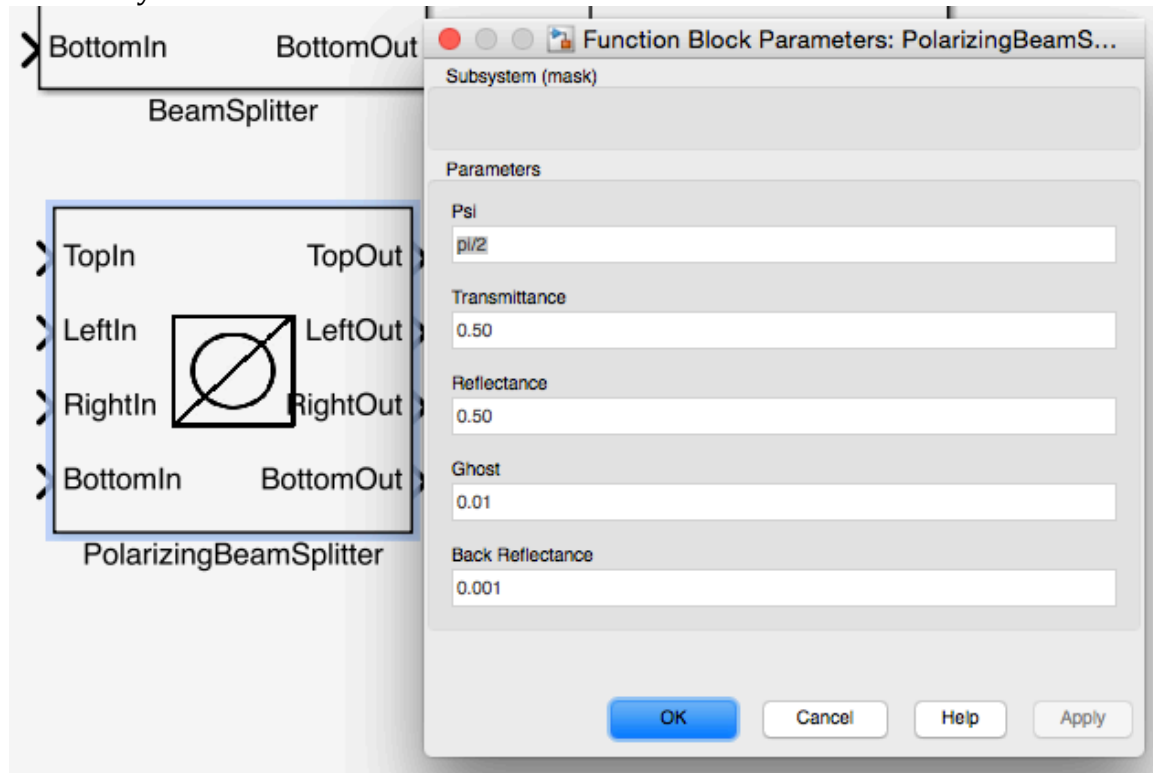 BottomIn BottomOut
BeamSplitter
TopIn TopOut
LeftIn LeftOut
RightIn RightOut
BottomIn BottomOut
PolarizingBeamSplitter
Function Block Parameters: PolarizingBeamS...
Subsystem (mask)
Parameters
Psi
pi/2
Transmittance
0.50
Reflectance
0.50
Ghost
0.01
Back Reflectance
0.001
OK Cancel Help Apply